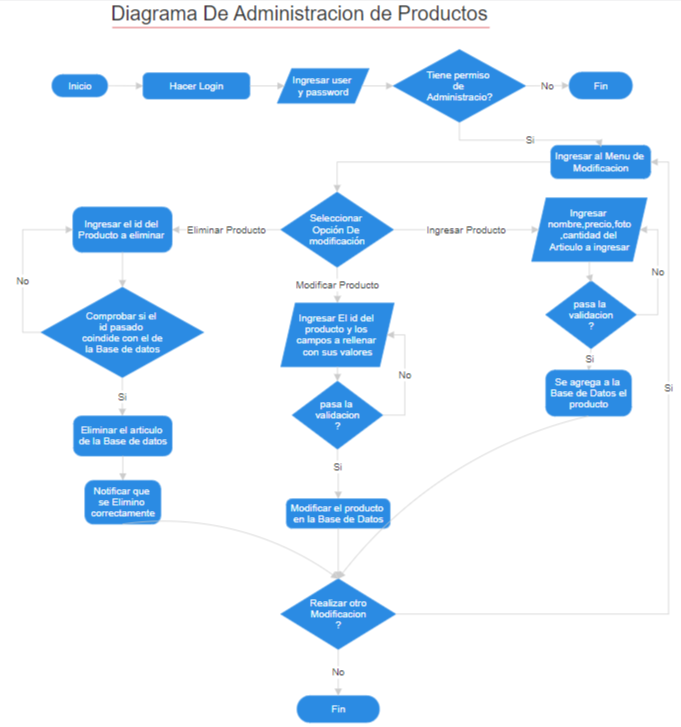 Diagrama De Administracion de Productos
Inicio
Hacer Login
Ingresar user
y password
Tiene permiso
de
Administracio?
No
Fin
Si
Ingresar al Menu de
Modificacion
Seleccionar
Opción De
modificación
Eliminar Producto
Ingresar el id del
Producto a eliminar
No
Comprobar si el
id pasado
coindide con el de
la Base de datos
Si
Eliminar el articulo
de la Base de datos
Notificar que
se Elimino
correctamente
Modificar Producto
Ingresar El id del
producto y los
campos a rellenar
con sus valores
No
pasa la
validacion
?
Si
Modificar el producto
en la Base de Datos
Ingresar Producto
Ingresar
nombre,precio,foto
,cantidad del
Articulo a ingresar
No
pasa la
validacion
?
Si
Se agrega a la
Base de Datos el
producto
Si
Realizar otro
Modificacion
?
No
Fin